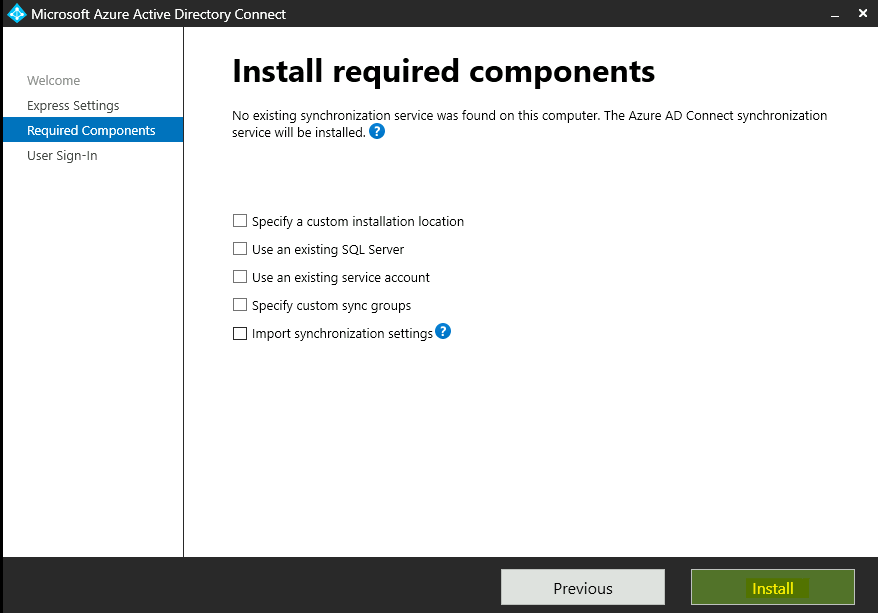 Microsoft Azure Active Directory Connect
Welcome
Express Settings
Required Components
User Sign-In
Install required components
No existing synchronization service was found on this computer. The Azure AD Connect synchronization
service will be installed. ?
Specify a custom installation location
Use an existing SQL Server
Use an existing service account
Specify custom sync groups
Import synchronization settings ?
Previous
Install